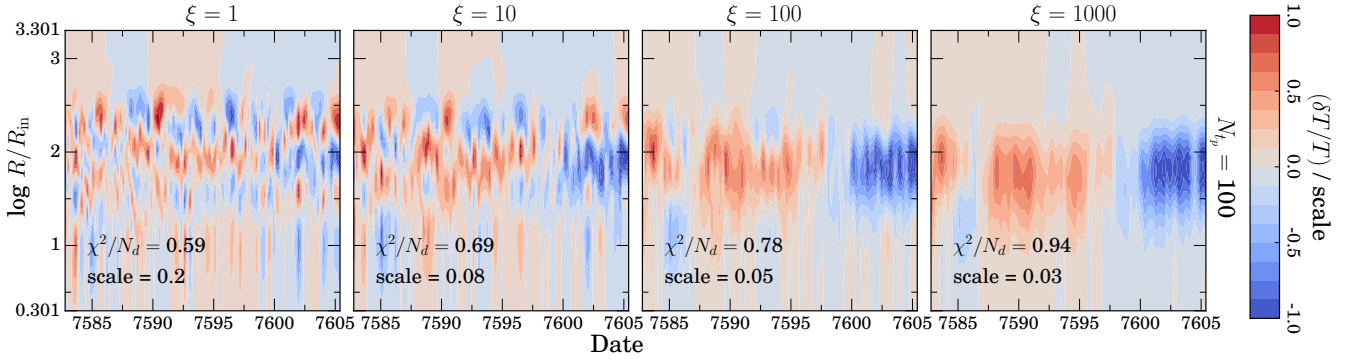 ξ = 1
ξ = 10
ξ = 100
ξ = 1000
3.301
3
2
1
0.301
log R/R_in
χ²/N_d = 0.59
scale = 0.2
χ²/N_d = 0.69
scale = 0.08
χ²/N_d = 0.78
scale = 0.05
χ²/N_d = 0.94
scale = 0.03
7585 7590 7595 7600 7605
7585 7590 7595 7600 7605
7585 7590 7595 7600 7605
7585 7590 7595 7600 7605
Date
N_{t_p} = 100
1.0
0.5
0.0
-0.5
-1.0
(δT/T) / scale